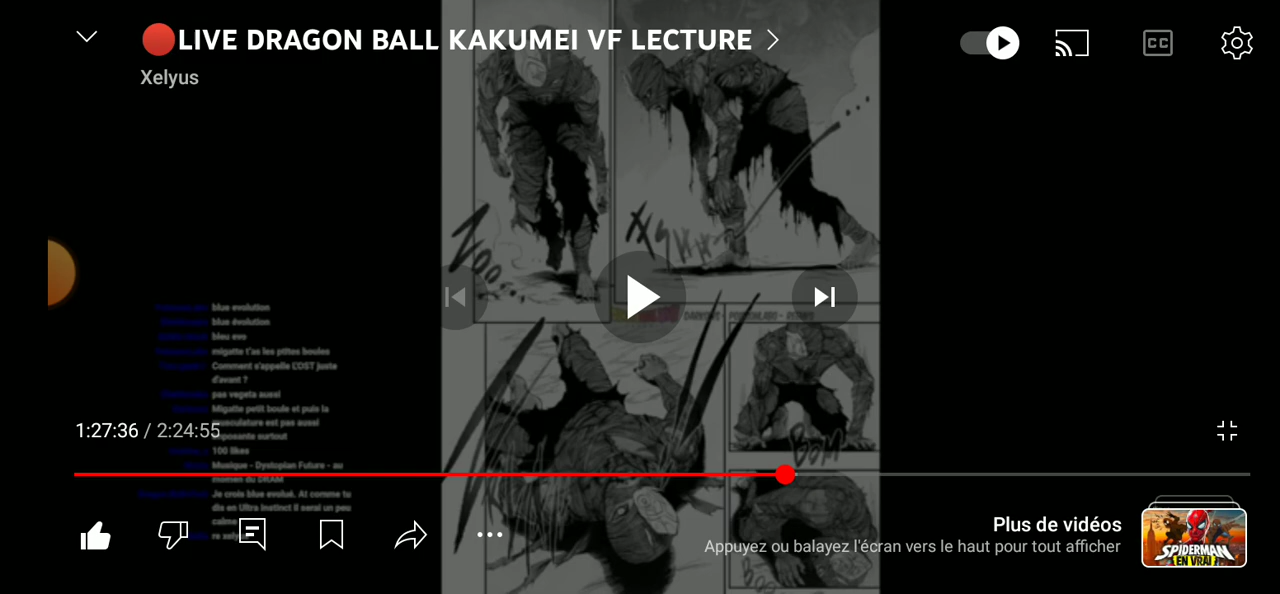 LIVE DRAGON BALL KAKUMEI VF LECTURE
Xelyus
CC
blue evolution
blue évolution
bleu evo
migatte t'as les ptites boules
Comment s'appelle l'OST juste
d'avant ?
pas vegeta aussi
Migatte petit boule et puis la
musculature est pas aussi
imposante surtout
100 likes
Musique - Dystopian Future - au
momen du DRAM
Je crois blue evolué. At comme tu
dis en Ultra Instinct il serai un peu
calme
1:27:36 / 2:24:55
BOM
Plus de vidéos
Appuyez ou balayez l'écran vers le haut pour tout afficher
SPIDERMAN
EN VRAI